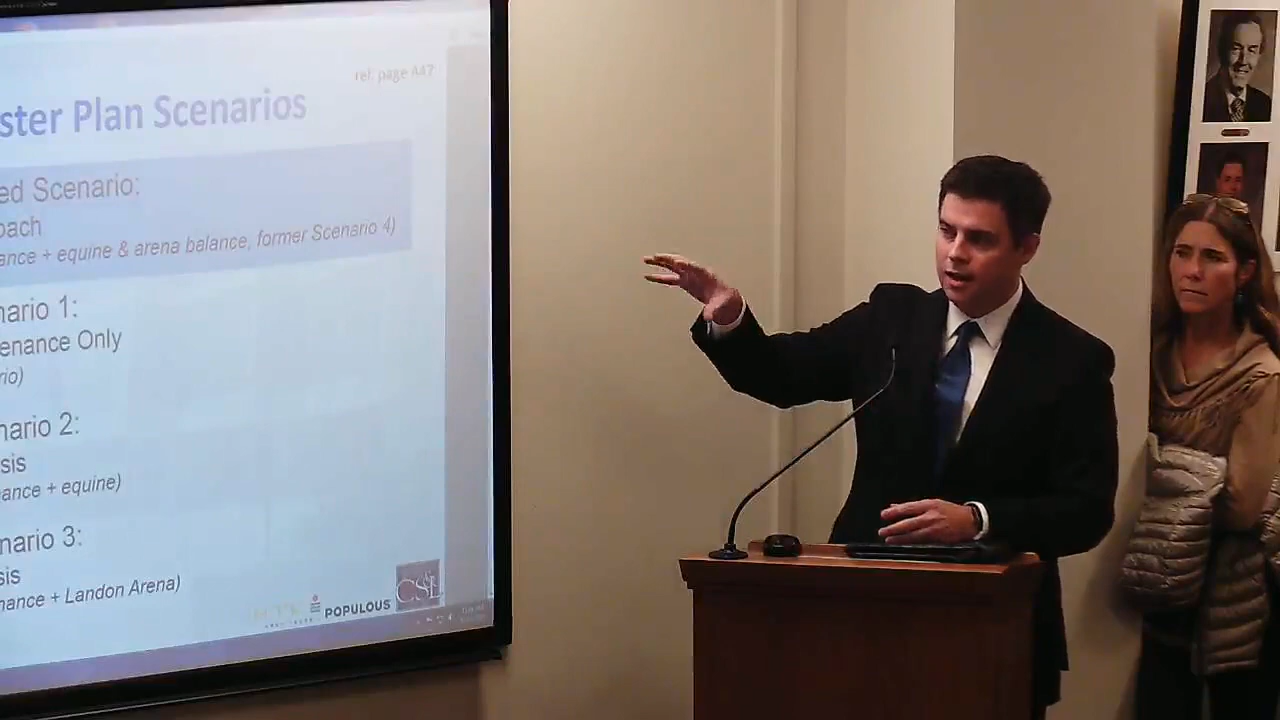 ref. page A47
ster Plan Scenarios
ed Scenario:
oach
ance + equine & arena balance, former Scenario 4)
nario 1:
enance Only
rio)
nario 2:
sis
ance + equine)
nario 3:
sis
nance + Landon Arena)
POPULOUS
CS&L